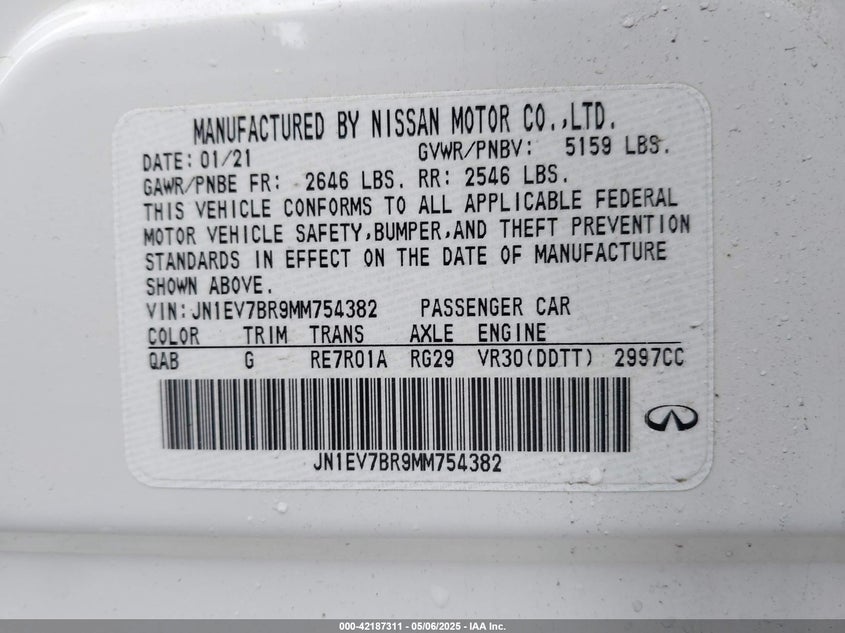 MANUFACTURED BY NISSAN MOTOR CO.,LTD.
DATE: 01/21 GVWR/PNBV: 5159 LBS.
GAWR/PNBE FR: 2646 LBS. RR: 2546 LBS.
THIS VEHICLE CONFORMS TO ALL APPLICABLE FEDERAL
MOTOR VEHICLE SAFETY,BUMPER,AND THEFT PREVENTION
STANDARDS IN EFFECT ON THE DATE OF MANUFACTURE
SHOWN ABOVE.
VIN:JN1EV7BR9MM754382 PASSENGER CAR
COLOR TRIM TRANS AXLE ENGINE
QAB G RE7R01A RG29 VR30(DDTT) 2997CC
JN1EV7BR9MM754382
000-42187311 - 05/06/2025 - IAA Inc.